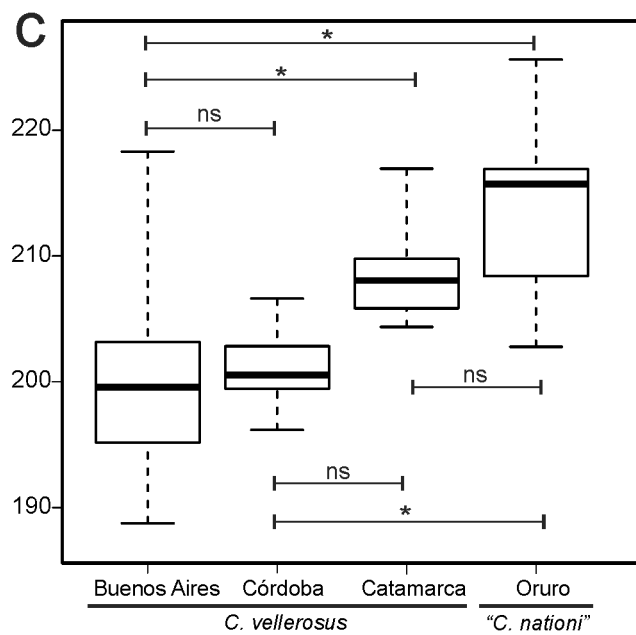 C
*
*
ns
220
210
200
ns
ns
*
190
Buenos Aires Córdoba Catamarca Oruro
C. vellerosus "C. nationi"